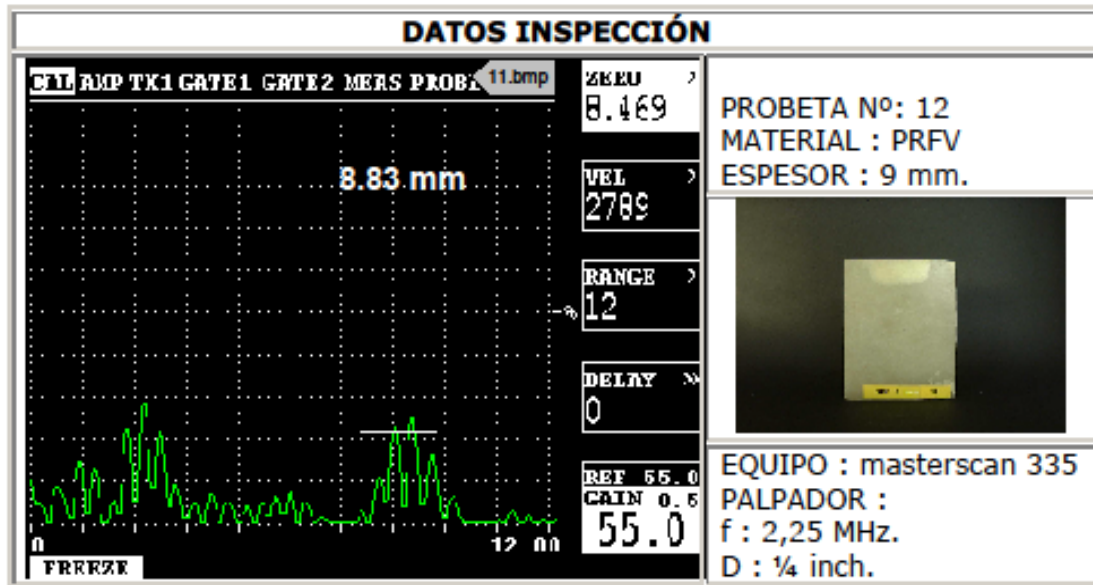 DATOS INSPECCIÓN
CAL AMP TX1 GATE1 GATE2 MEAS PROBE
11.bmp
8.83 mm
ZERO
8.469
VEL
2789
RANGE
12
DELAY
0
REF 55.0
GAIN 0.5
55.0
0
12 00
FREEZE
PROBETA Nº: 12
MATERIAL : PRFV
ESPESOR : 9 mm.
EQUIPO : masterscan 335
PALPADOR :
f : 2,25 MHz.
D : ¼ inch.